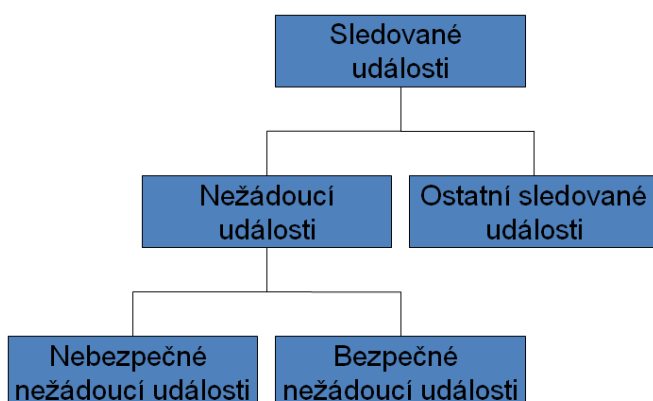 Sledované
události
Nežádoucí
události
Ostatní sledované
události
Nebezpečné
nežádoucí události
Bezpečné
nežádoucí události